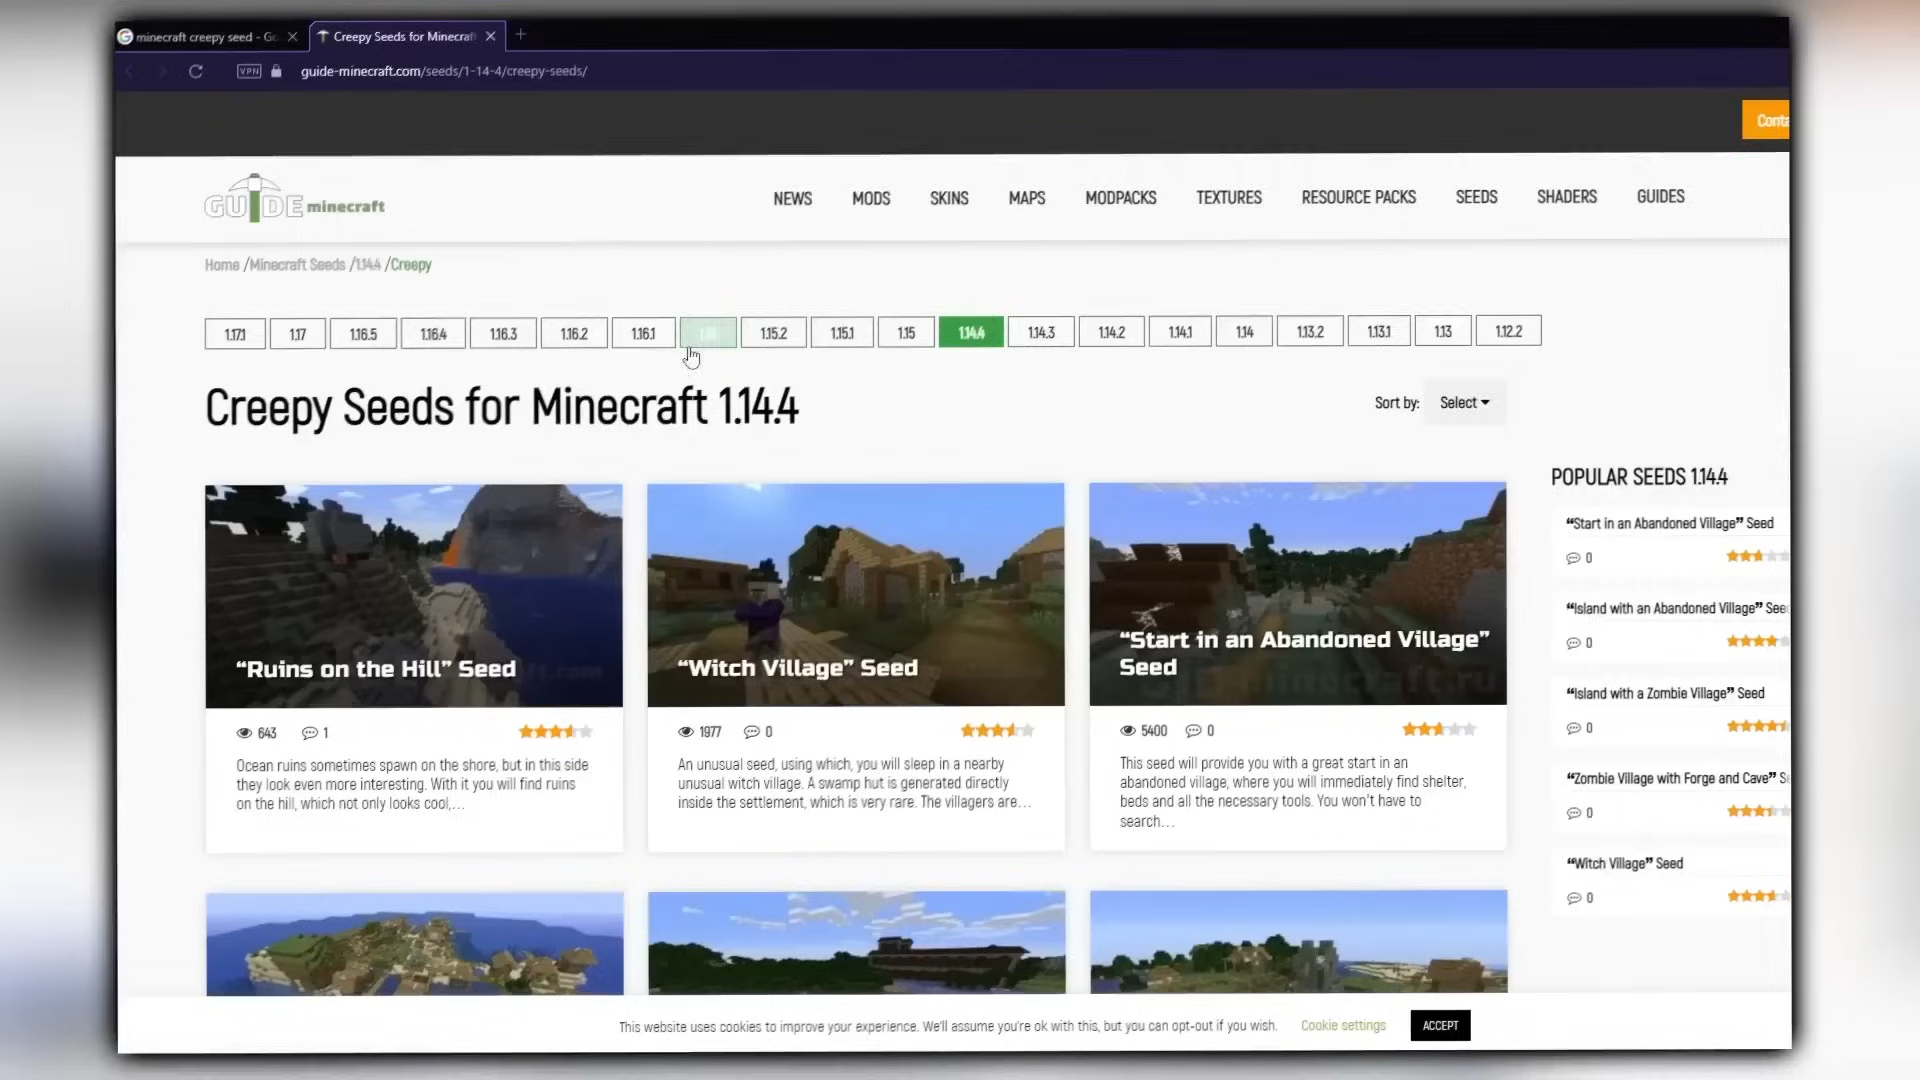 minecraft creepy seed - Go
Creepy Seeds for Minecraft
VPN
guide-minecraft.com/seeds/1-14-4/creepy-seeds/
Conta
GUIDE minecraft
NEWS MODS SKINS MAPS MODPACKS TEXTURES RESOURCE PACKS SEEDS SHADERS GUIDES
Home /Minecraft Seeds /1.14.4 /Creepy
1.17.1 1.17 1.16.5 1.16.4 1.16.3 1.16.2 1.16.1 1.15.2 1.15.1 1.15 1.14.4 1.14.3 1.14.2 1.14.1 1.14 1.13.2 1.13.1 1.13 1.12.2
Creepy Seeds for Minecraft 1.14.4
Sort by: Select
“Ruins on the Hill” Seed
643 1
Ocean ruins sometimes spawn on the shore, but in this side
they look even more interesting. With it you will find ruins
on the hill, which not only looks cool,…
“Witch Village” Seed
1977 0
An unusual seed, using which, you will sleep in a nearby
unusual witch village. A swamp hut is generated directly
inside the settlement, which is very rare. The villagers are…
“Start in an Abandoned Village”
Seed
5400 0
This seed will provide you with a great start in an
abandoned village, where you will immediately find shelter,
beds and all the necessary tools. You won't have to
search…
POPULAR SEEDS 1.14.4
“Start in an Abandoned Village” Seed
0
“Island with an Abandoned Village” See
0
“Island with a Zombie Village” Seed
0
“Zombie Village with Forge and Cave” S
0
“Witch Village” Seed
0
This website uses cookies to improve your experience. We'll assume you're ok with this, but you can opt-out if you wish. Cookie settings ACCEPT